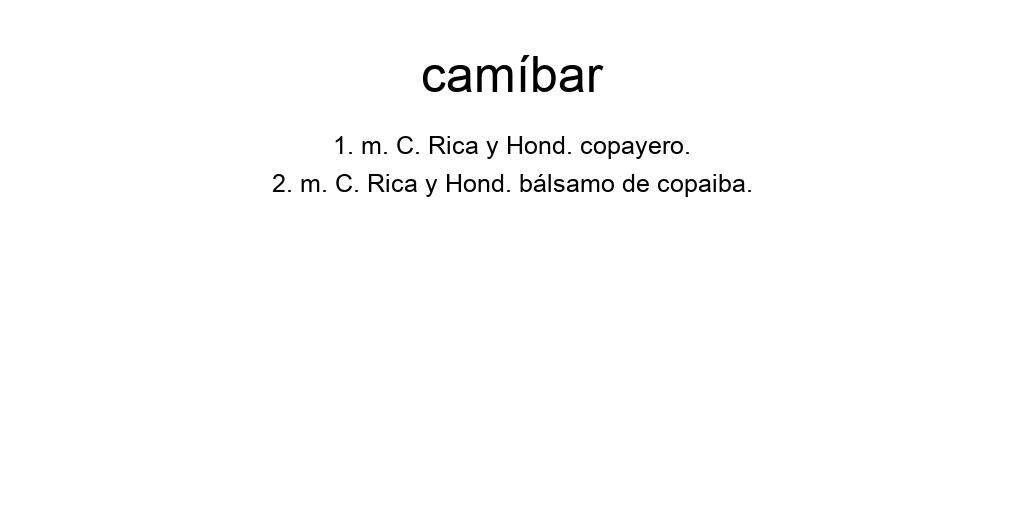 camíbar
1. m. C. Rica y Hond. copayero.
2. m. C. Rica y Hond. bálsamo de copaiba.